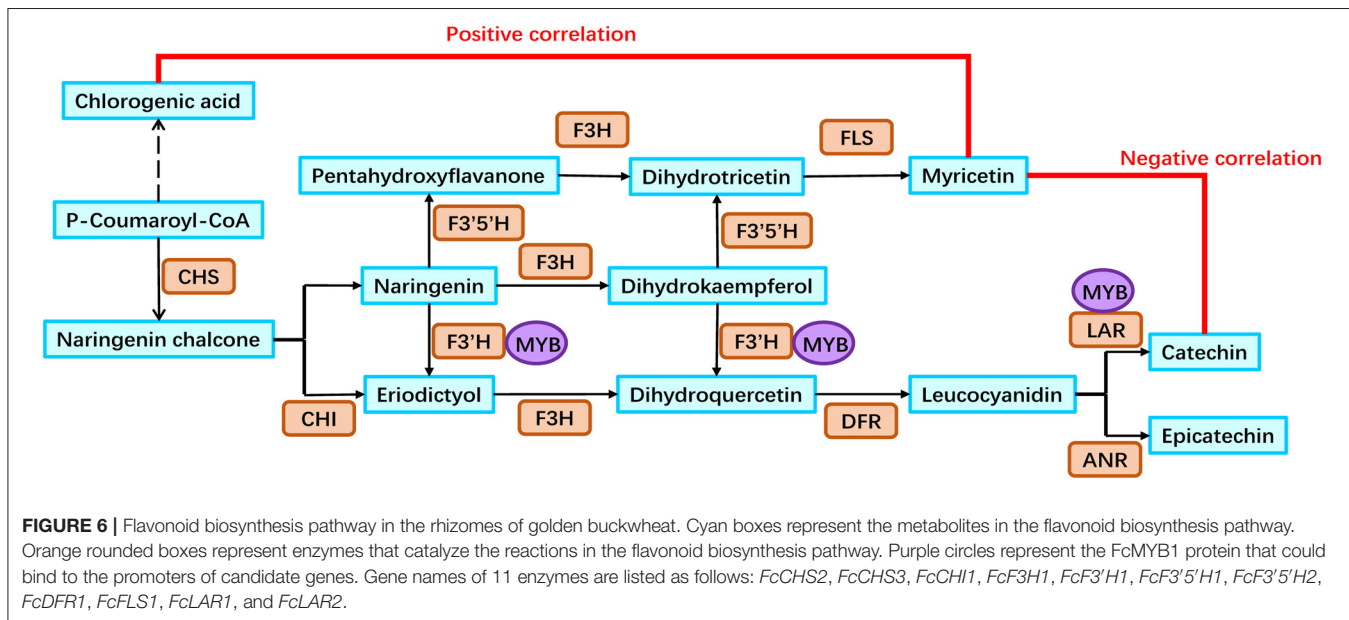 Positive correlation
Chlorogenic acid
F3H
FLS
Negative correlation
Pentahydroxyflavanone
Dihydrotricetin
Myricetin
P-Coumaroyl-CoA
F3'5'H
F3'5'H
CHS
F3H
Naringenin
Dihydrokaempferol
MYB
Naringenin chalcone
F3'H
MYB
F3'H
MYB
LAR
Catechin
Eriodictyol
Dihydroquercetin
Leucocyanidin
CHI
F3H
DFR
Epicatechin
ANR
FIGURE 6 | Flavonoid biosynthesis pathway in the rhizomes of golden buckwheat. Cyan boxes represent the metabolites in the flavonoid biosynthesis pathway.
Orange rounded boxes represent enzymes that catalyze the reactions in the flavonoid biosynthesis pathway. Purple circles represent the FcMYB1 protein that could
bind to the promoters of candidate genes. Gene names of 11 enzymes are listed as follows: FcCHS2, FcCHS3, FcCHI1, FcF3H1, FcF3′H1, FcF3′5′H1, FcF3′5′H2,
FcDFR1, FcFLS1, FcLAR1, and FcLAR2.